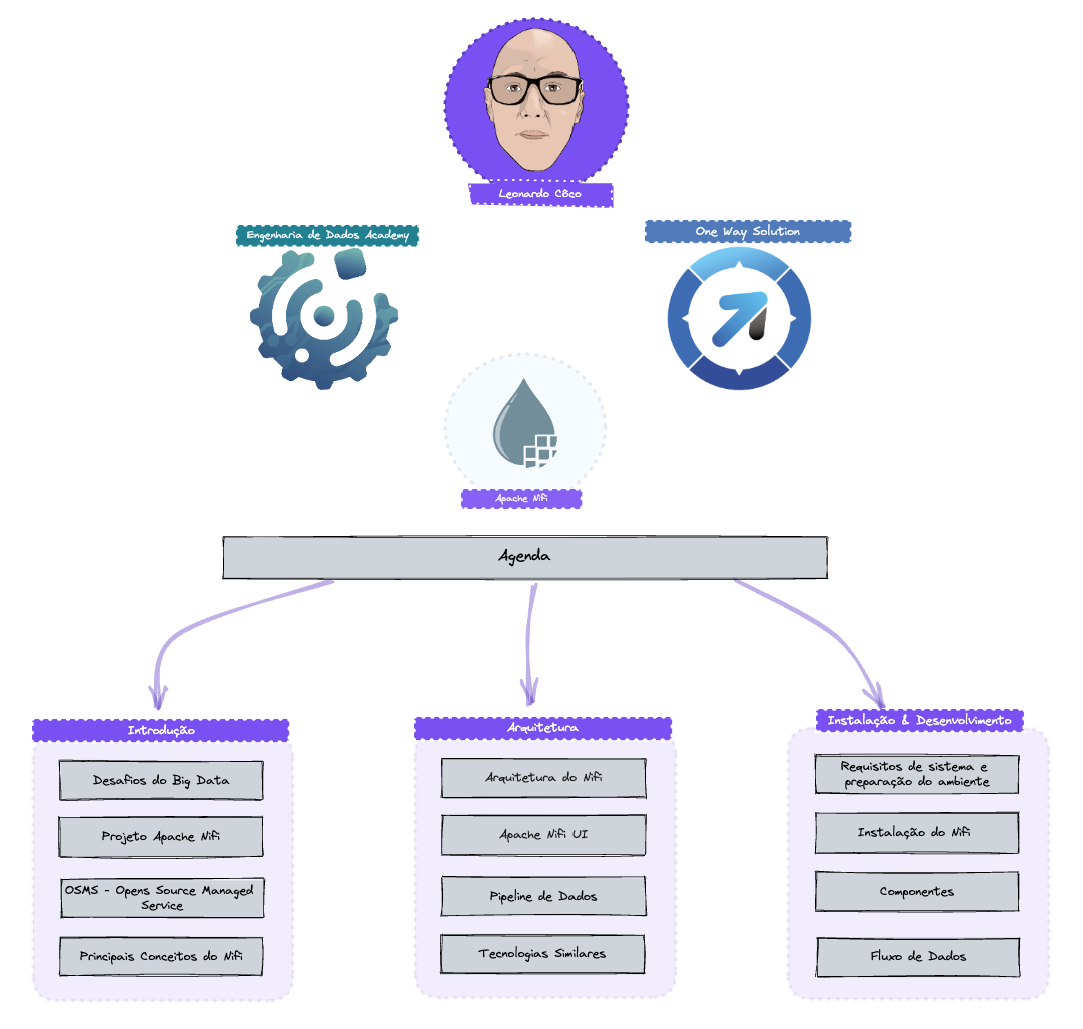 Leonardo Côco
Engenharia de Dados Academy
One Way Solution
Apache Nifi
Agenda
Introdução
Desafios do Big Data
Projeto Apache Nifi
OSMS - Opens Source Managed
Service
Principais Conceitos do Nifi
Arquitetura
Arquitetura do Nifi
Apache Nifi UI
Pipeline de Dados
Tecnologias Similares
Instalação & Desenvolvimento
Requisitos de sistema e
preparação do ambiente
Instalação do Nifi
Componentes
Fluxo de Dados